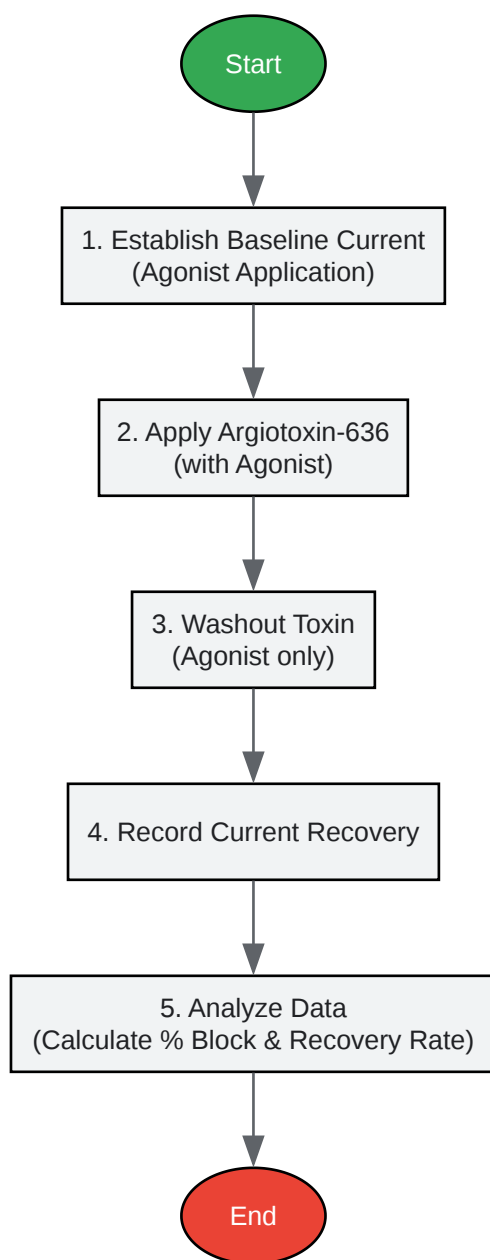 Start
1. Establish Baseline Current
(Agonist Application)
2. Apply Argiotoxin-636
(with Agonist)
3. Washout Toxin
(Agonist only)
4. Record Current Recovery
5. Analyze Data
(Calculate % Block & Recovery Rate)
End